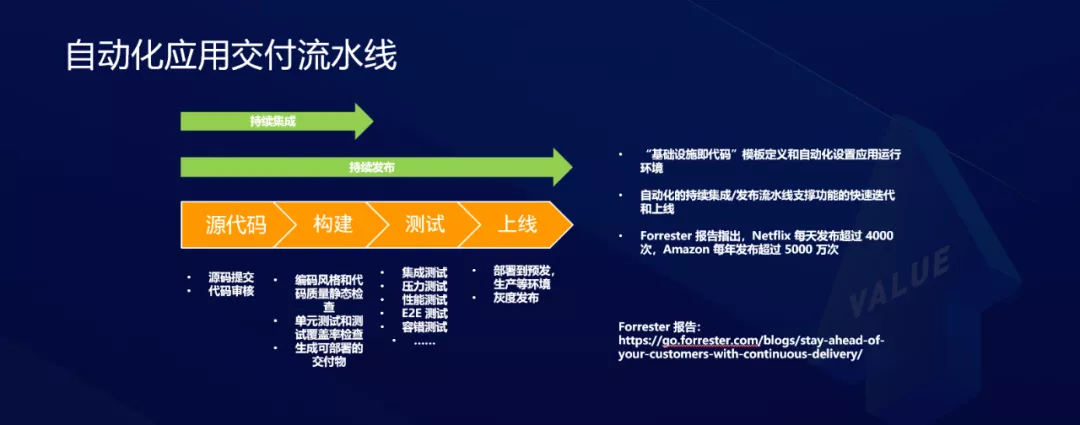 自动化应用交付流水线
持续集成
持续发布
源代码
构建
测试
上线
• 源码提交
• 代码审核
• 编码风格和代
码质量静态检
查
• 单元测试和测
试覆盖率检查
• 生成可部署的
交付物
• 集成测试
• 压力测试
• 性能测试
• E2E 测试
• 容错测试
• ……
• 部署到预发，
生产等环境
• 灰度发布
• “基础设施即代码”模板定义和自动化设置应用运行
环境
• 自动化的持续集成/发布流水线支撑功能的快速迭代
和上线
• Forrester 报告指出，Netflix 每天发布超过 4000
次，Amazon 每年发布超过 5000 万次
Forrester 报告：
https://go.forrester.com/blogs/stay-ahead-of-
your-customers-with-continuous-delivery/
VALUE